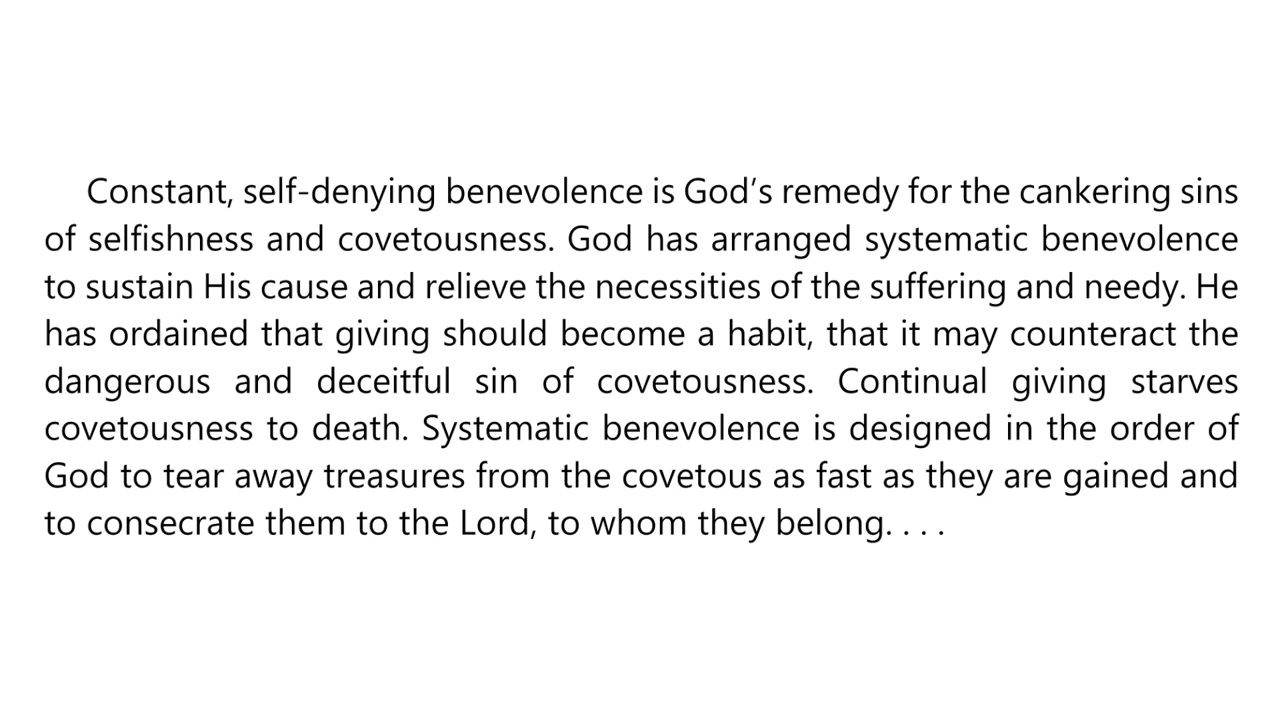 Constant, self-denying benevolence is God’s remedy for the cankering sins
of selfishness and covetousness. God has arranged systematic benevolence
to sustain His cause and relieve the necessities of the suffering and needy. He
has ordained that giving should become a habit, that it may counteract the
dangerous and deceitful sin of covetousness. Continual giving starves
covetousness to death. Systematic benevolence is designed in the order of
God to tear away treasures from the covetous as fast as they are gained and
to consecrate them to the Lord, to whom they belong. . . .